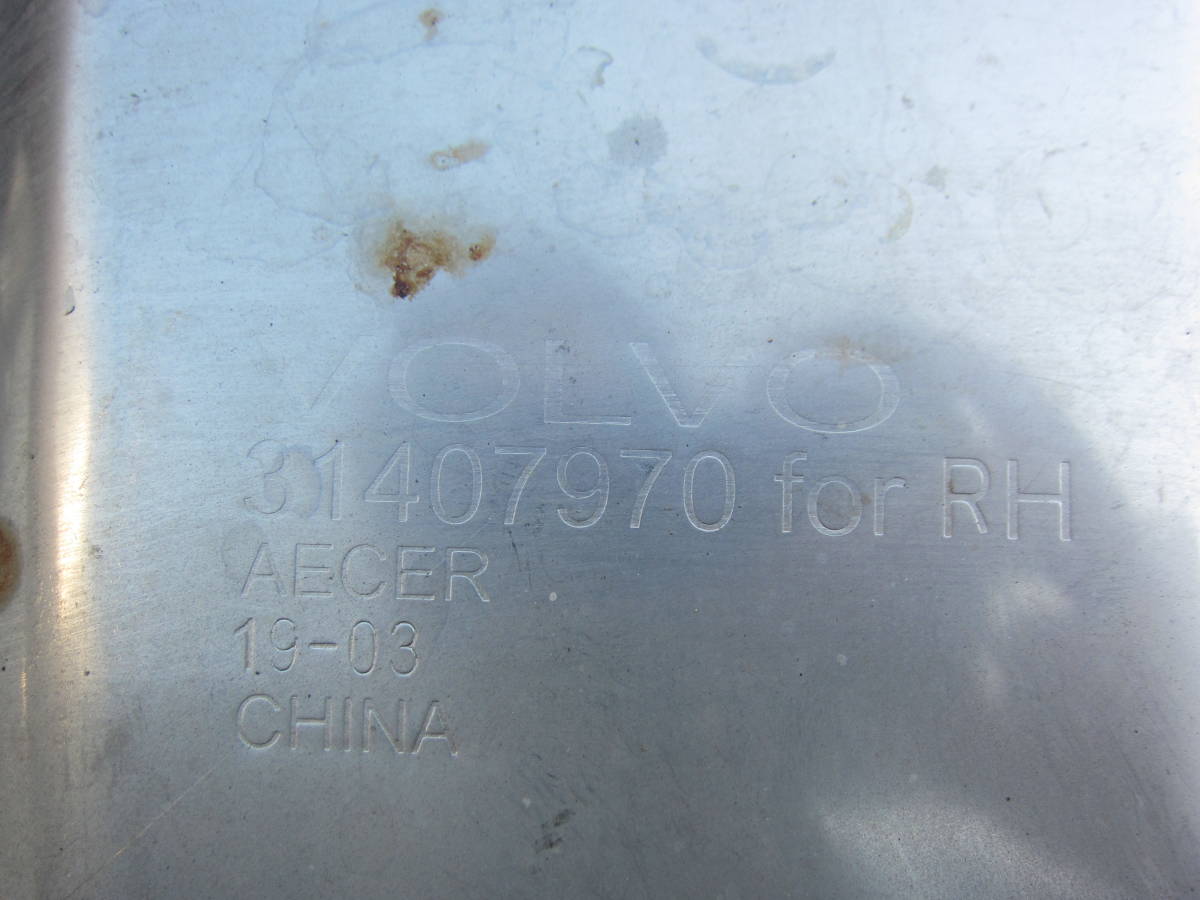 VOLVO
31407970 for RH
AECER
19-03
CHINA